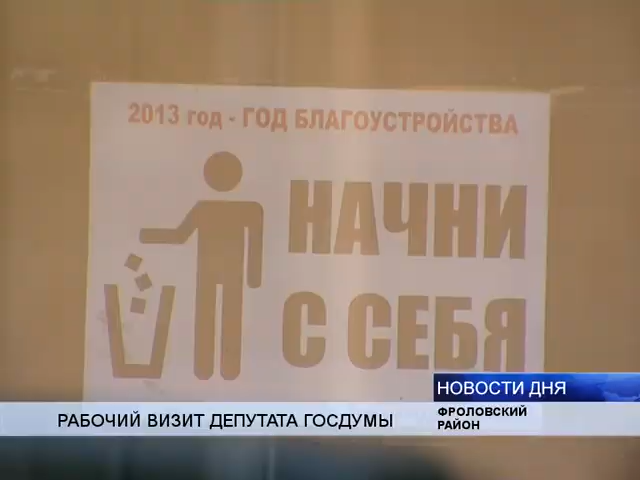 2013 год - ГОД БЛАГОУСТРОЙСТВА
НАЧНИ
С СЕБЯ
НОВОСТИ ДНЯ
РАБОЧИЙ ВИЗИТ ДЕПУТАТА ГОСДУМЫ
ФРОЛОВСКИЙ
РАЙОН